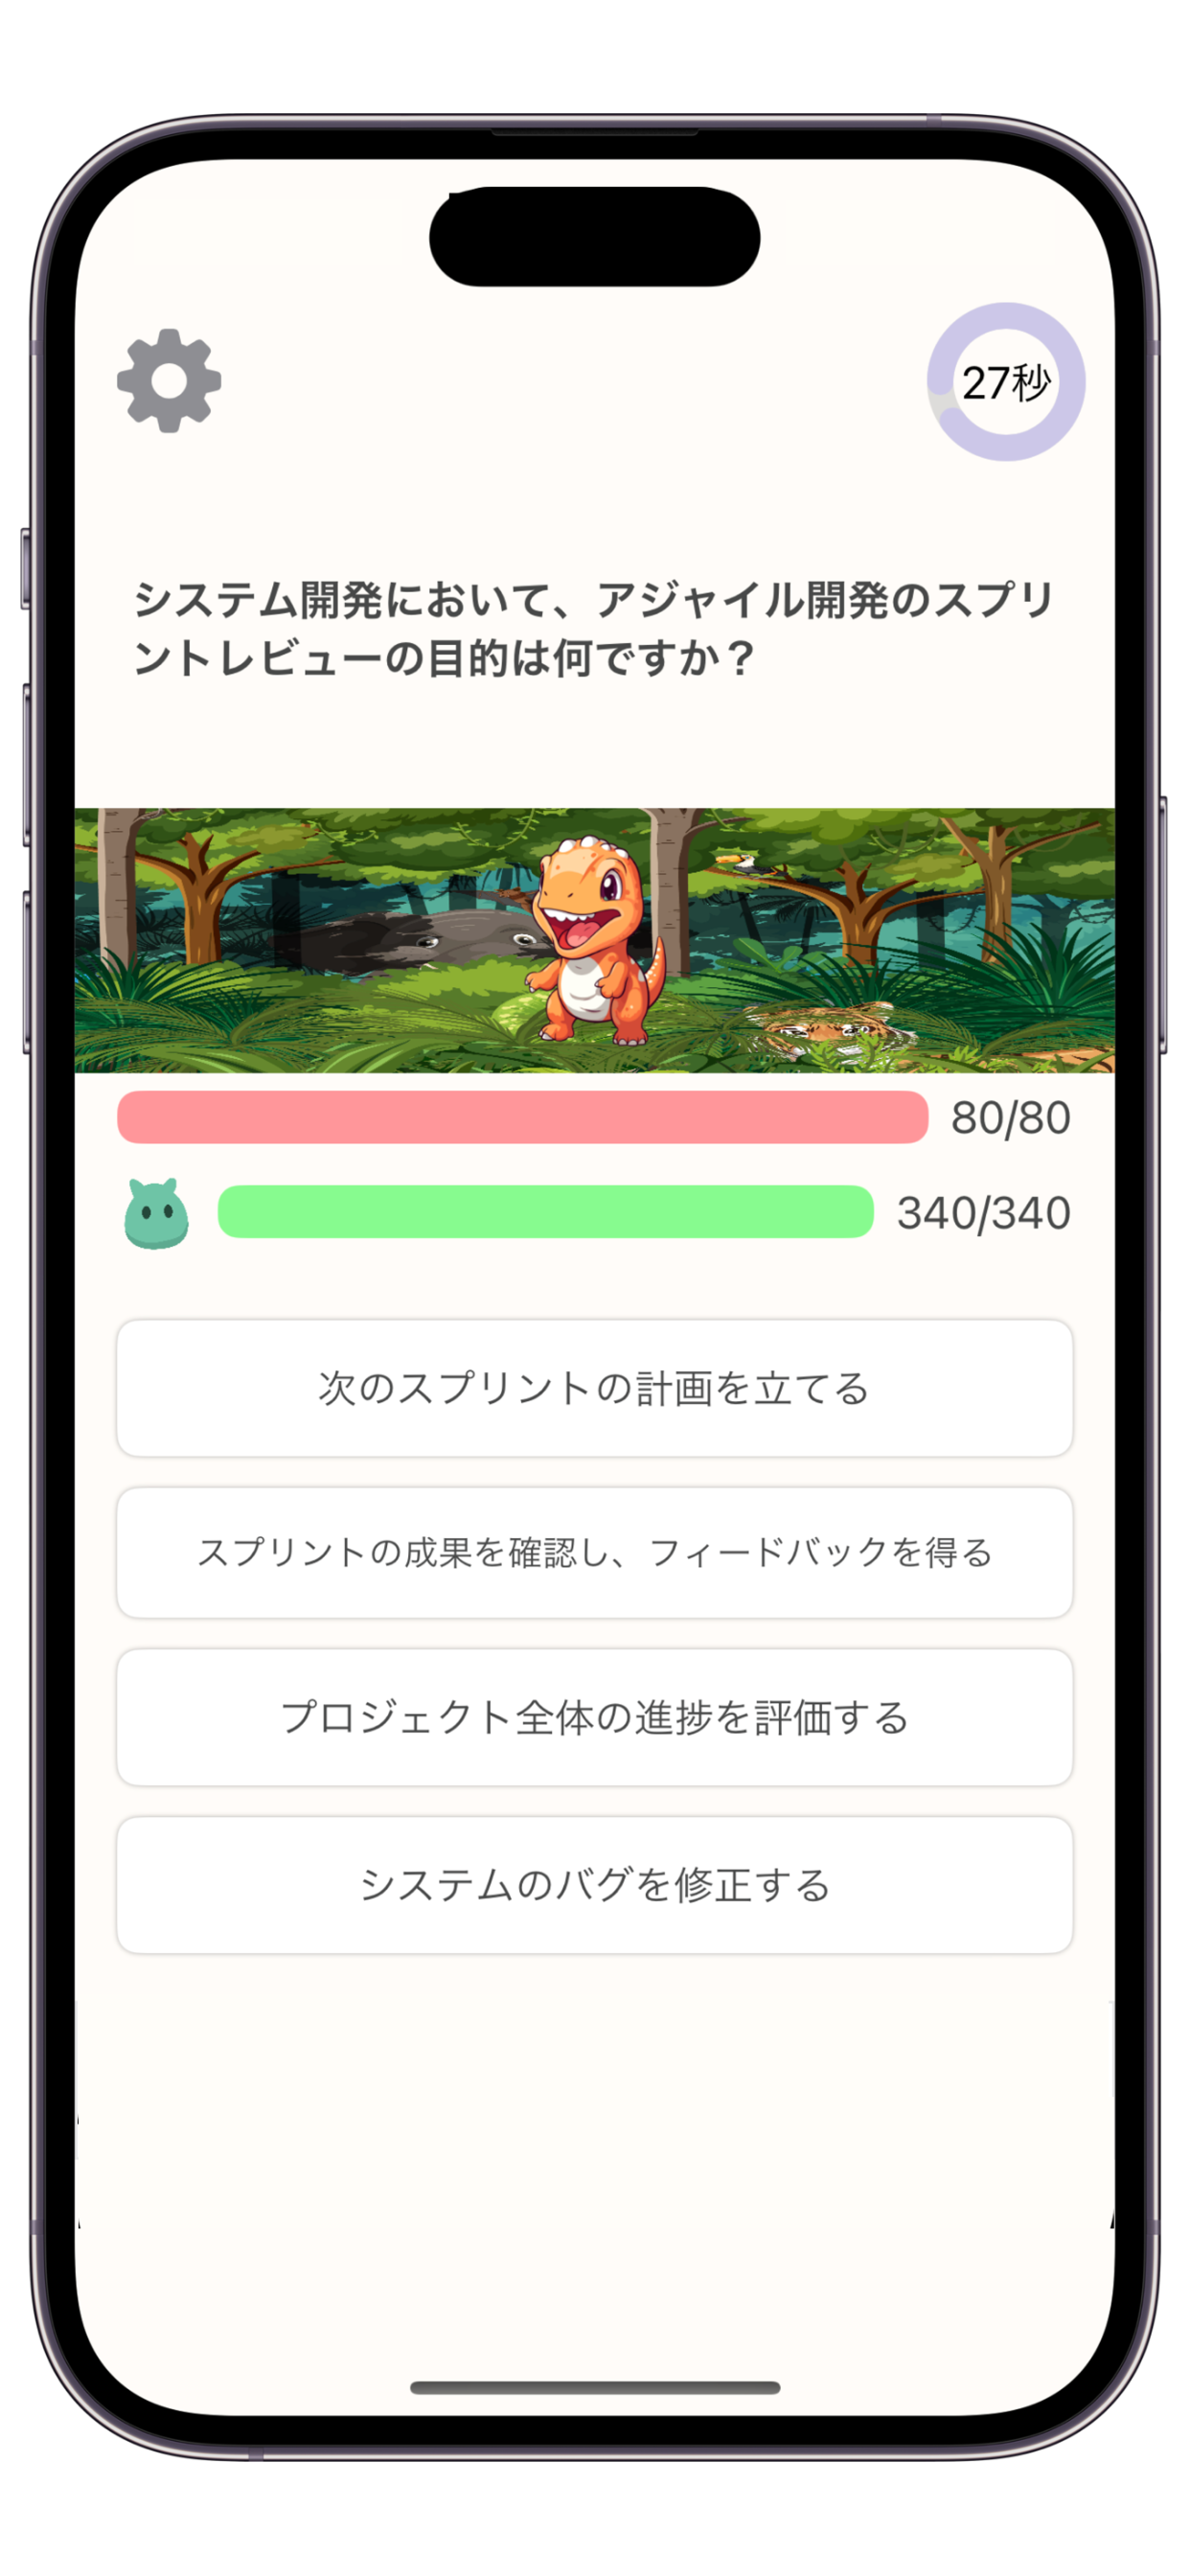 27秒
システム開発において、アジャイル開発のスプリ
ントレビューの目的は何ですか？
80/80
340/340
次のスプリントの計画を立てる
スプリントの成果を確認し、フィードバックを得る
プロジェクト全体の進捗を評価する
システムのバグを修正する